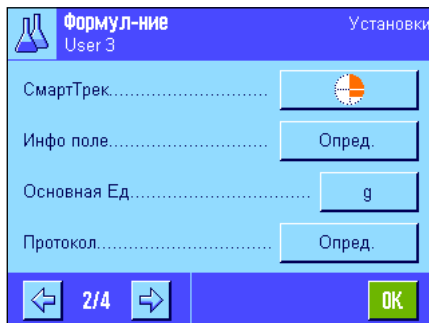 Формул-ние
Установки
User 3
СмартТрек..............................
Инфо поле..............................
Опред.
Основная Ед..................................
g
Протокол.................................
Опред.
2/4
OK